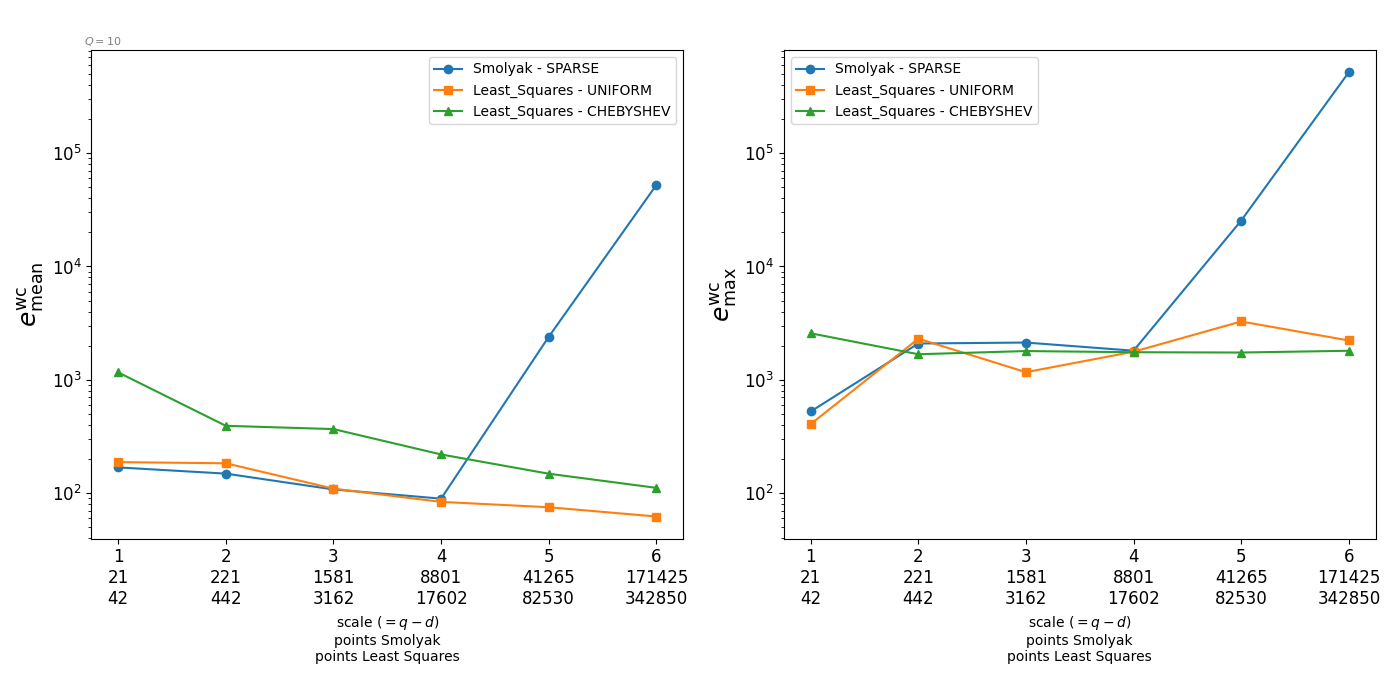 Q = 10
Smolyak - SPARSE
Least_Squares - UNIFORM
Least_Squares - CHEBYSHEV
10^5
10^4
10^3
10^2
e^wc_mean
1 2 3 4 5 6
21 221 1581 8801 41265 171425
42 442 3162 17602 82530 342850
scale (= q − d)
points Smolyak
points Least Squares
Smolyak - SPARSE
Least_Squares - UNIFORM
Least_Squares - CHEBYSHEV
10^5
10^4
10^3
10^2
e^wc_max
1 2 3 4 5 6
21 221 1581 8801 41265 171425
42 442 3162 17602 82530 342850
scale (= q − d)
points Smolyak
points Least Squares